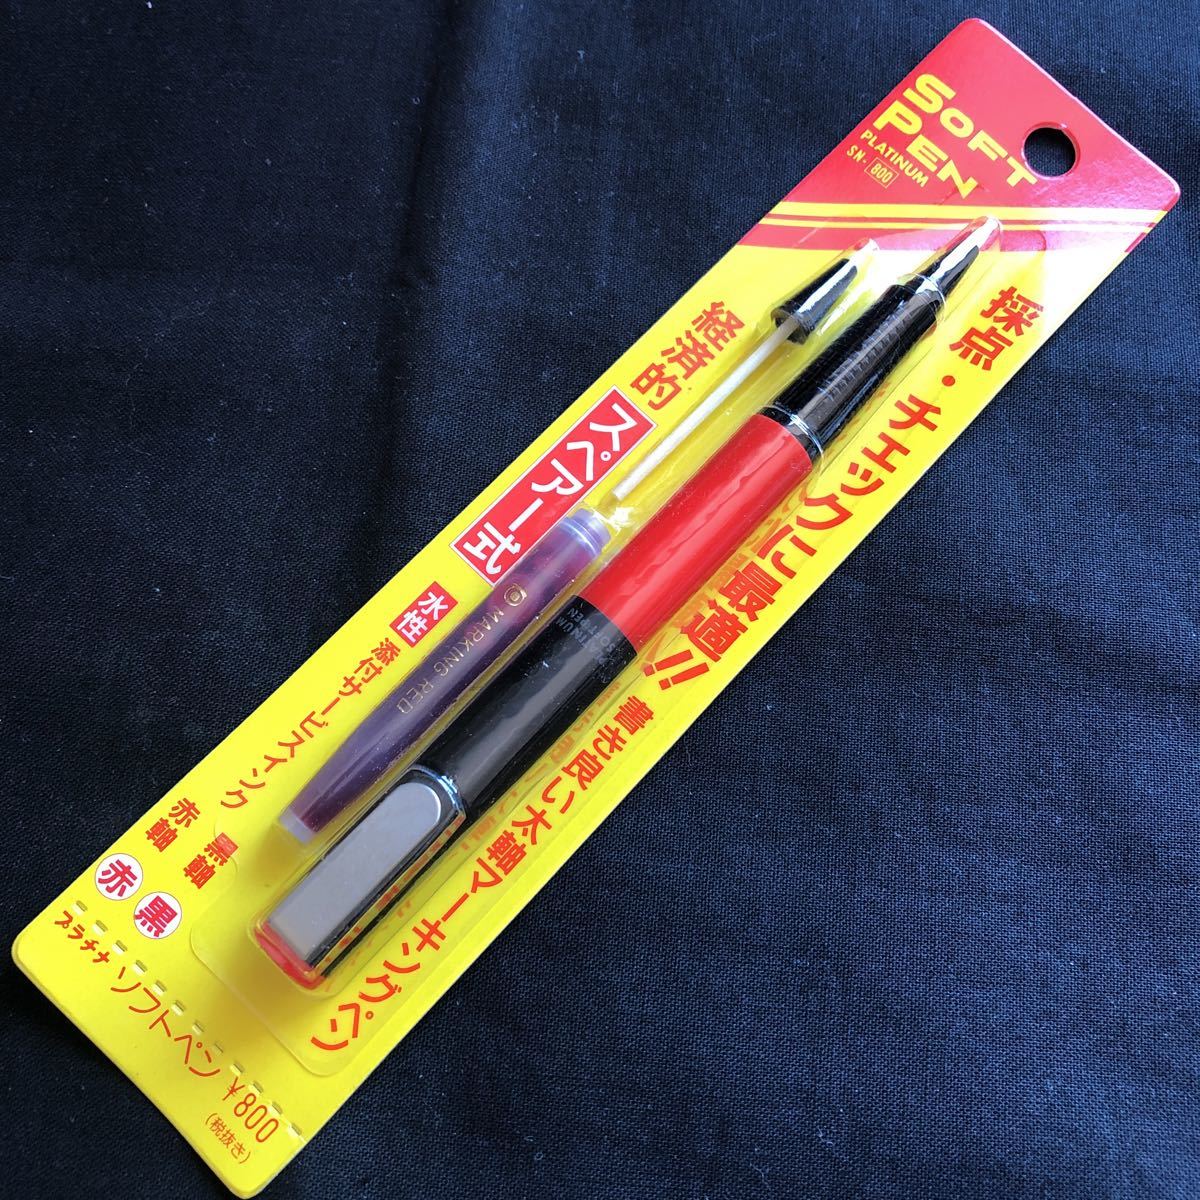 SOFT
PEN
PLATINUM
SN-800
採点・チェックに最適!!
書き良い太軸マーキングペン
経済的
スペアー式
水性
添付サービスインク
黒軸
赤軸
黒
赤
MARKING RED
PLATINUM
SOFT PEN
プラチナ ソフトペン ¥800
(税抜き)